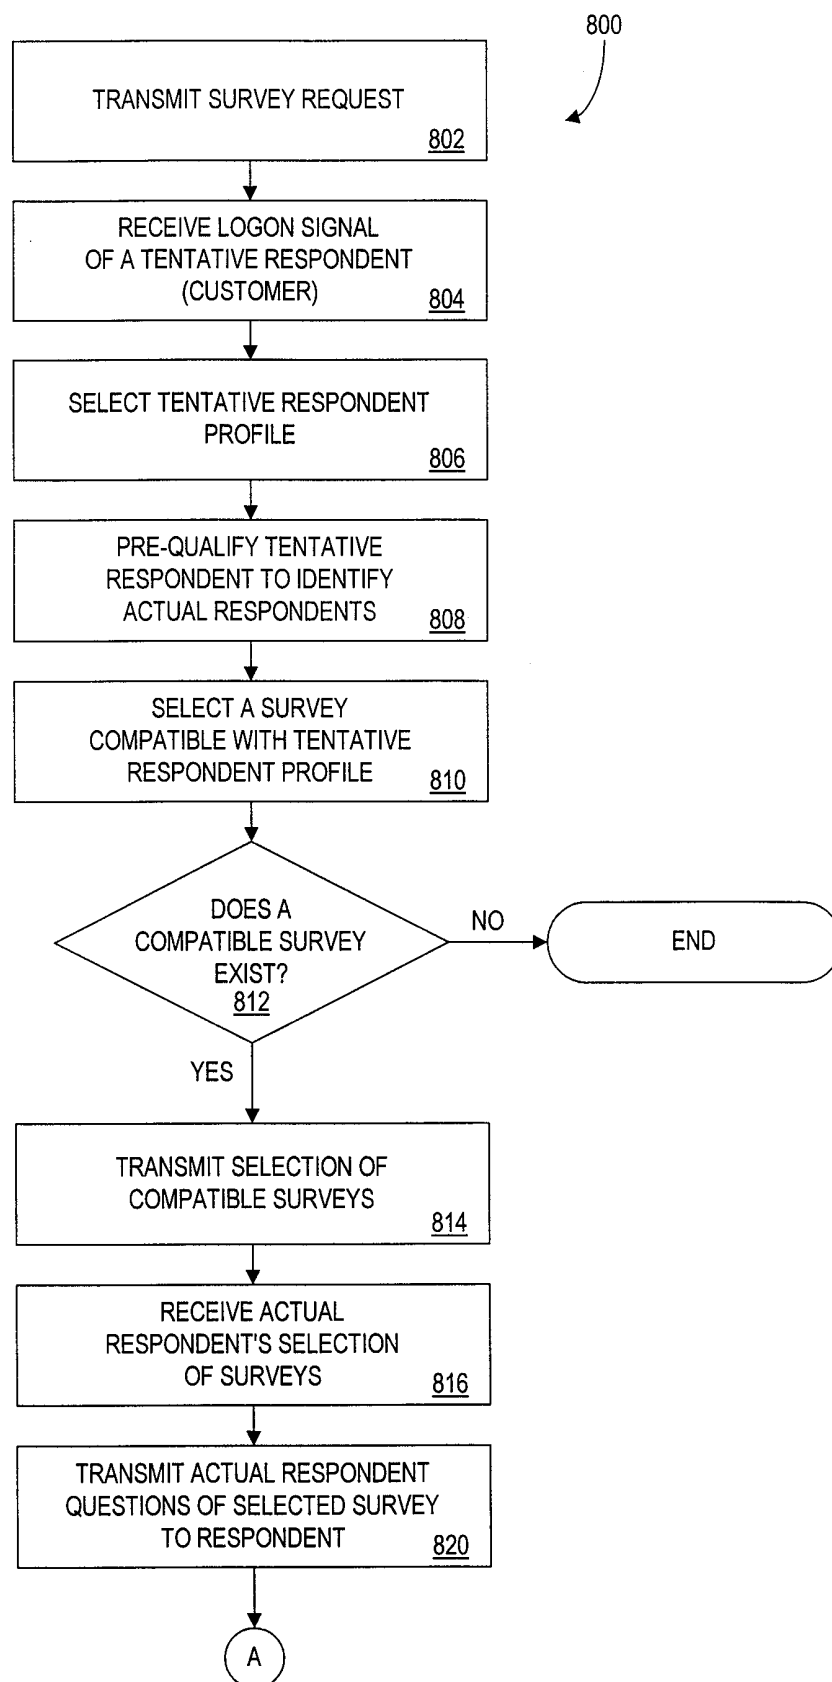 800
TRANSMIT SURVEY REQUEST
802
RECEIVE LOGON SIGNAL
OF A TENTATIVE RESPONDENT
(CUSTOMER)
804
SELECT TENTATIVE RESPONDENT
PROFILE
806
PRE-QUALIFY TENTATIVE
RESPONDENT TO IDENTIFY
ACTUAL RESPONDENTS
808
SELECT A SURVEY
COMPATIBLE WITH TENTATIVE
RESPONDENT PROFILE
810
DOES A
COMPATIBLE SURVEY
EXIST?
812
NO
END
YES
TRANSMIT SELECTION OF
COMPATIBLE SURVEYS
814
RECEIVE ACTUAL
RESPONDENT'S SELECTION
OF SURVEYS
816
TRANSMIT ACTUAL RESPONDENT
QUESTIONS OF SELECTED SURVEY
TO RESPONDENT
820
A